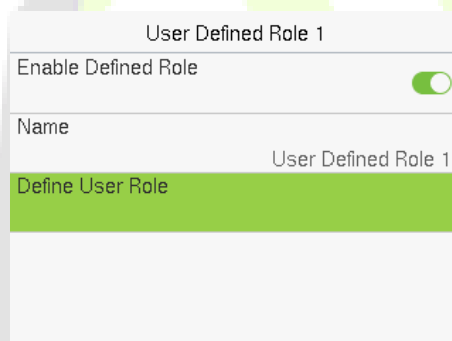 User Defined Role 1
Enable Defined Role
Name
User Defined Role 1
Define User Role